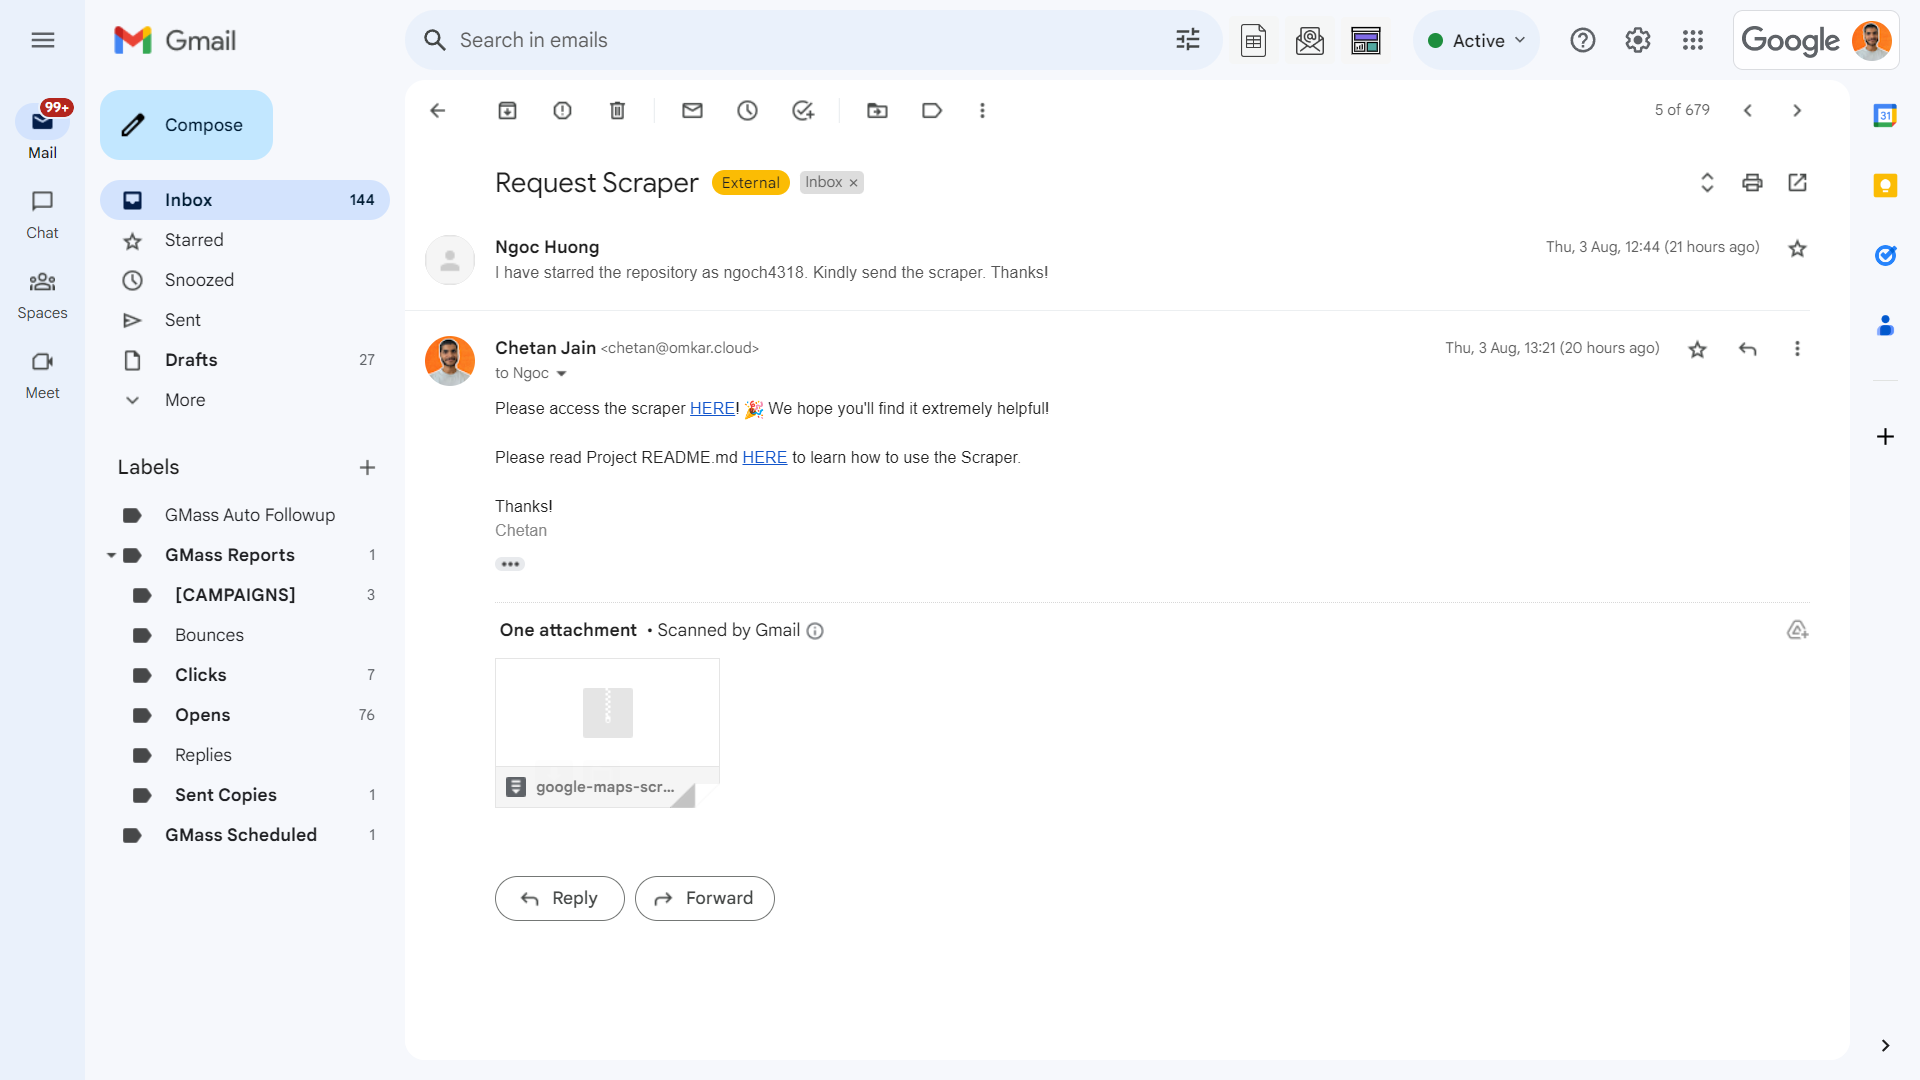 Gmail
Search in emails
Active
Google
99+
Mail
Chat
Spaces
Meet
Compose
Inbox 144
Starred
Snoozed
Sent
Drafts 27
More
Labels
GMass Auto Followup
GMass Reports 1
[CAMPAIGNS] 3
Bounces
Clicks 7
Opens 76
Replies
Sent Copies 1
GMass Scheduled 1
5 of 679
Request Scraper External Inbox ×
Ngoc Huong Thu, 3 Aug, 12:44 (21 hours ago)
I have starred the repository as ngoch4318. Kindly send the scraper. Thanks!
Chetan Jain <chetan@omkar.cloud> Thu, 3 Aug, 13:21 (20 hours ago)
to Ngoc
Please access the scraper HERE! 🎉 We hope you'll find it extremely helpful!
Please read Project README.md HERE to learn how to use the Scraper.
Thanks!
Chetan
One attachment • Scanned by Gmail
google-maps-scr...
Reply
Forward
31